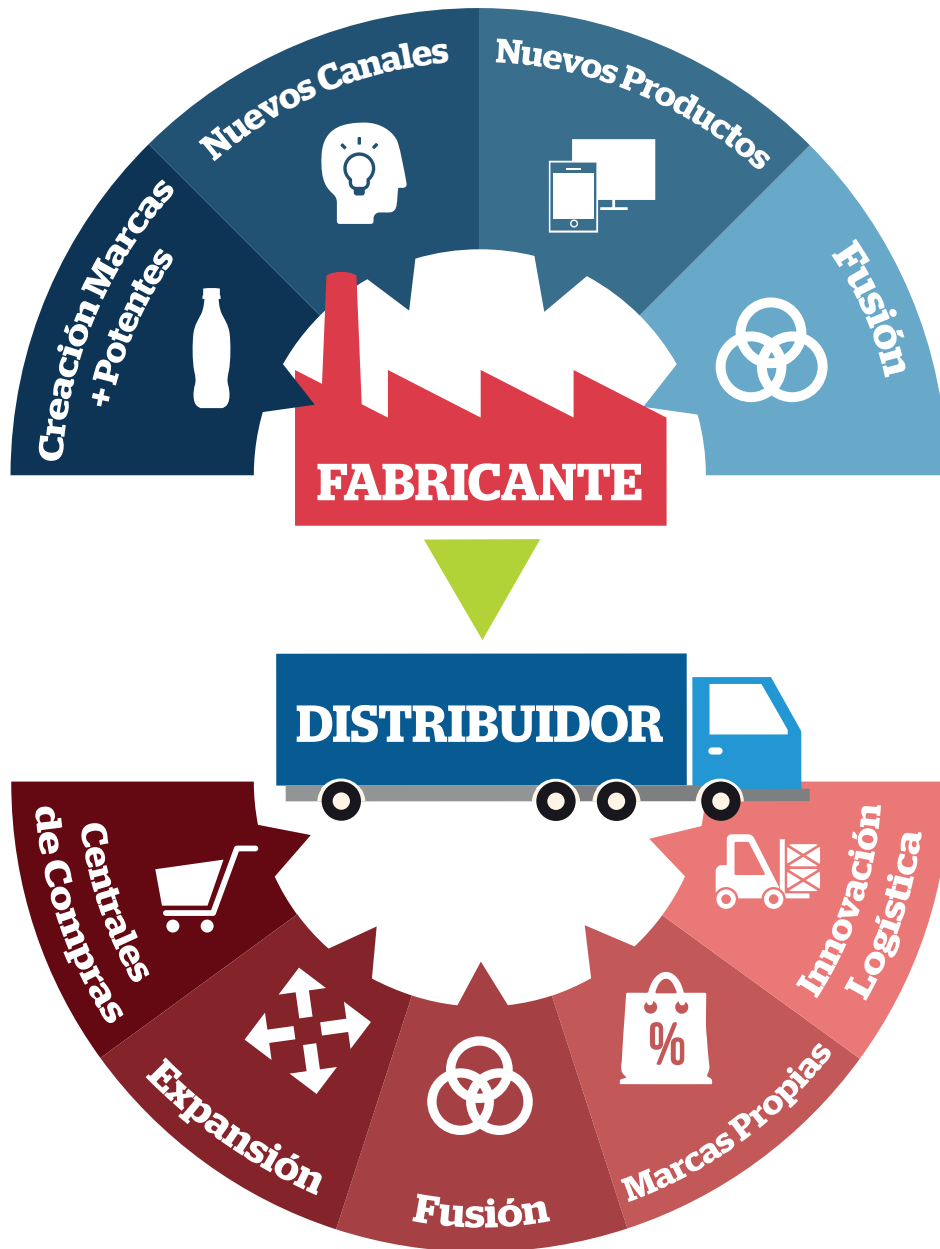 Creación Marcas
+ Potentes
Nuevos Canales
Nuevos Productos
Fusión
FABRICANTE
DISTRIBUIDOR
Centrales
de Compras
Expansión
Fusión
%
Marcas Propias
Innovación
Logística